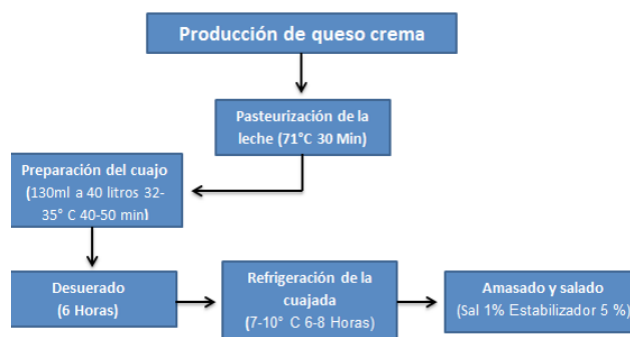 Producción de queso crema
Pasteurización de la
leche (71°C 30 Min)
Preparación del cuajo
(130ml a 40 litros 32-
35° C 40-50 min)
Desuerado
(6 Horas)
Refrigeración de la
cuajada
(7-10° C 6-8 Horas)
Amasado y salado
(Sal 1% Estabilizador 5 %)